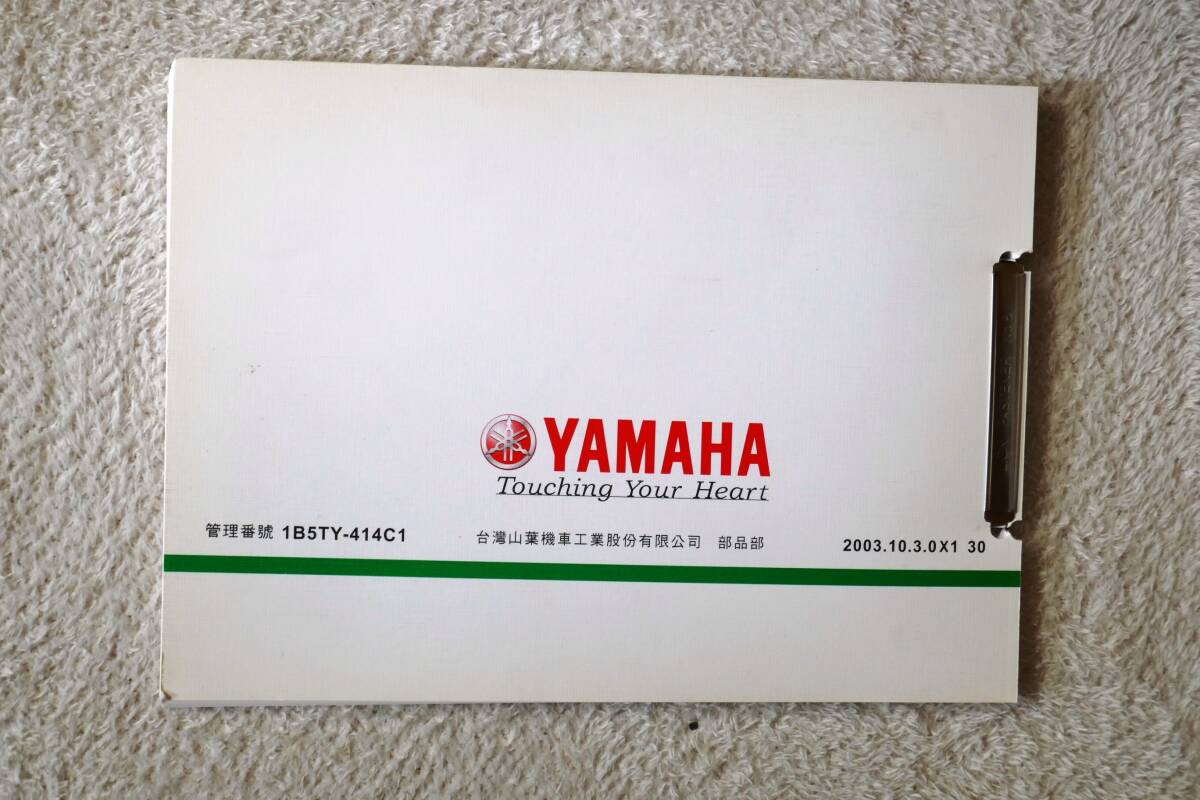 YAMAHA
Touching Your Heart
管理番號 1B5TY-414C1
台灣山葉機車工業股份有限公司 部品部
2003.10.3.0X1 30